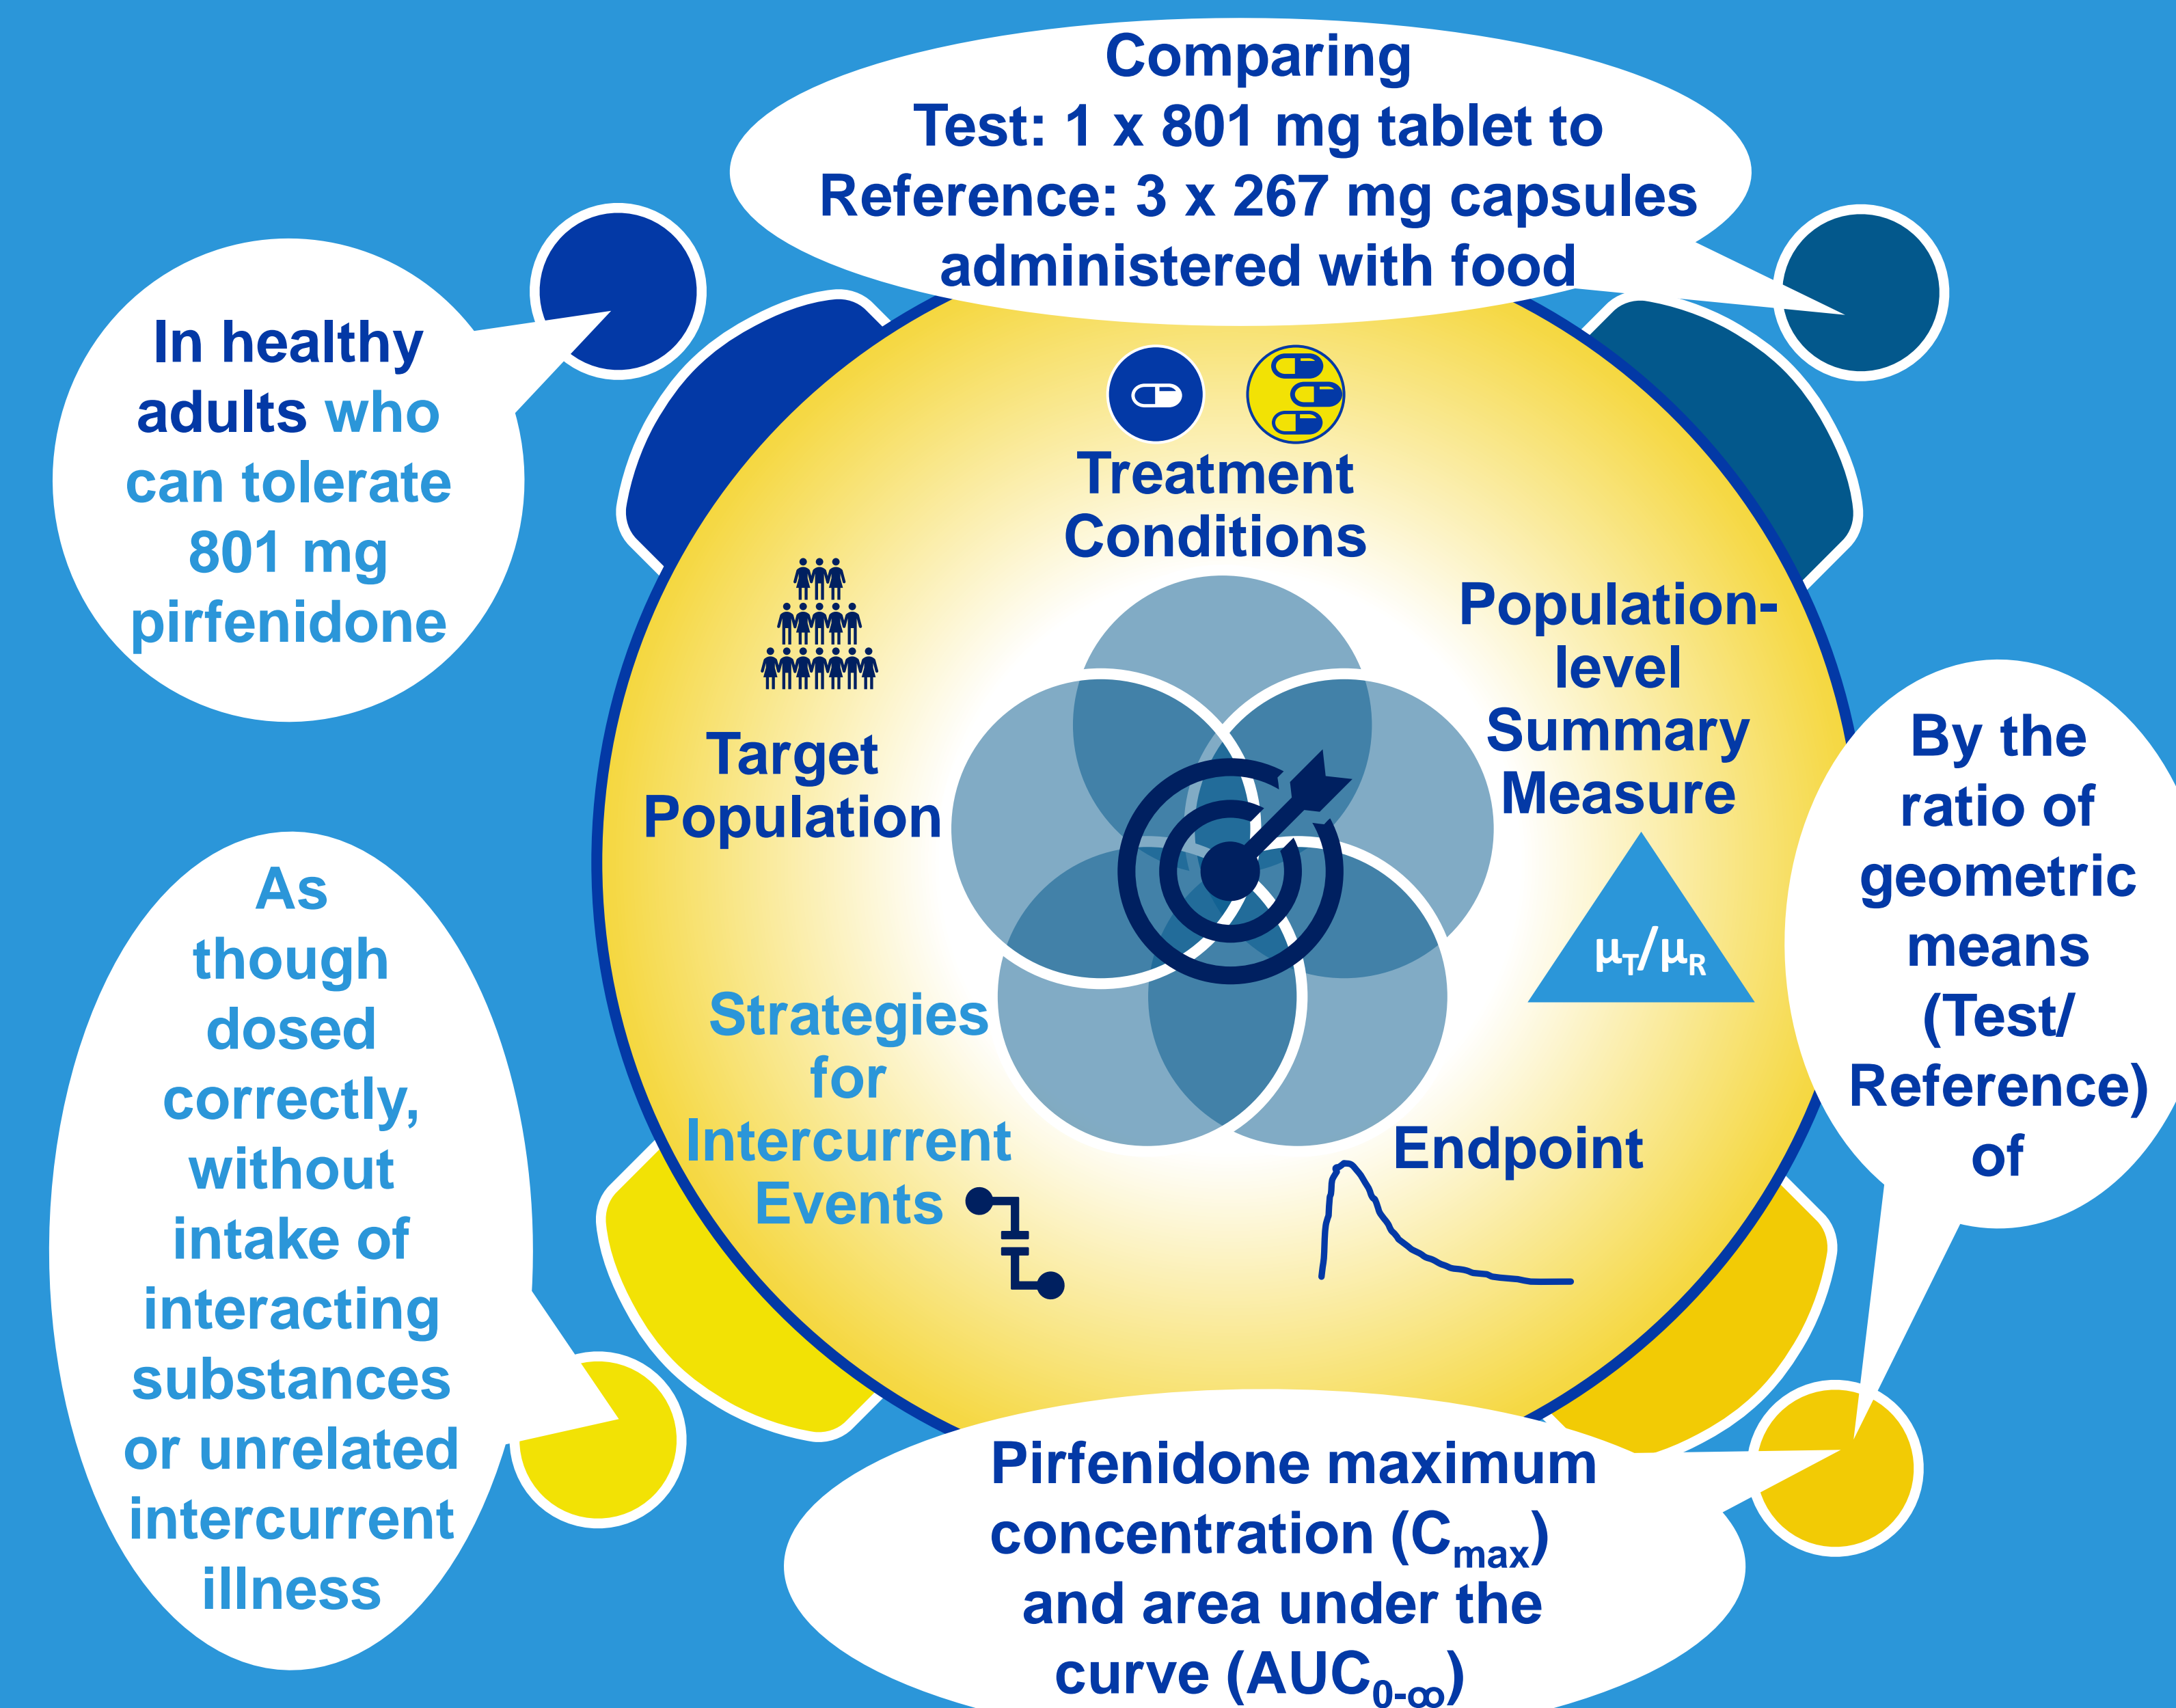 Comparing
Test: 1 x 801 mg tablet to
Reference: 3 x 267 mg capsules
administered with food
In healthy
adults who
can tolerate
801 mg
pirfenidone
Treatment
Conditions
Population-
level
Summary
Measure
μT/μR
Target
Population
By the
ratio of
geometric
means
(Test/
Reference)
of
As
though
dosed
correctly,
without
intake of
interacting
substances
or unrelated
intercurrent
illness
Strategies
for
Intercurrent
Events
Endpoint
Pirfenidone maximum
concentration (Cmax)
and area under the
curve (AUC0-∞)